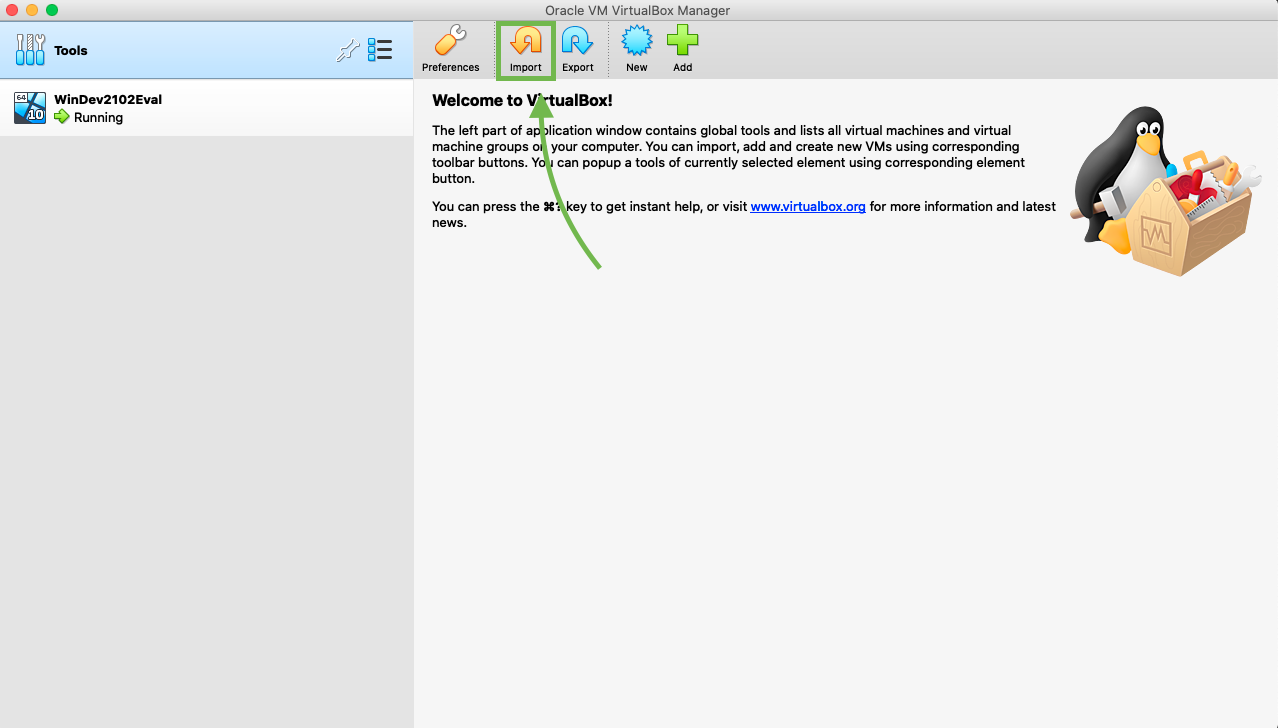 Oracle VM VirtualBox Manager
Tools
Preferences
Import
Export
New
Add
64
10
WinDev2102Eval
Running
Welcome to VirtualBox!
The left part of application window contains global tools and lists all virtual machines and virtual
machine groups on your computer. You can import, add and create new VMs using corresponding
toolbar buttons. You can popup a tools of currently selected element using corresponding element
button.
You can press the ⌘? key to get instant help, or visit www.virtualbox.org for more information and latest
news.